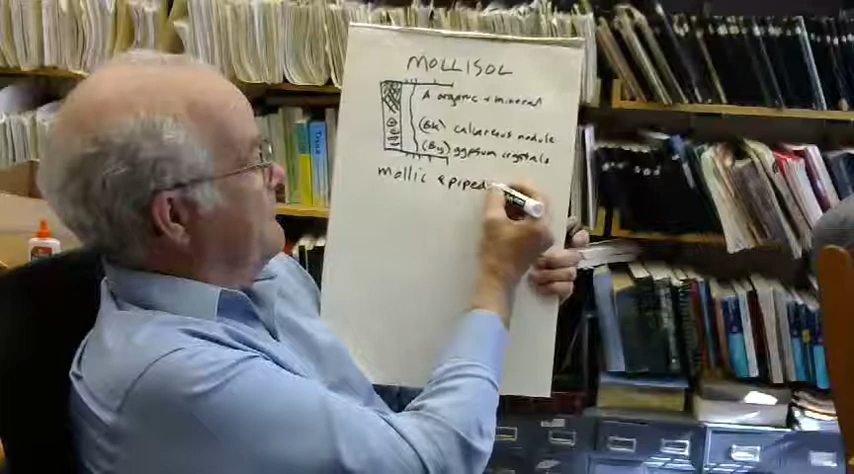 MOLLISOL
A organic + mineral
(Bk) calcareous nodule
(By) gypsum crystals
mollic epiped